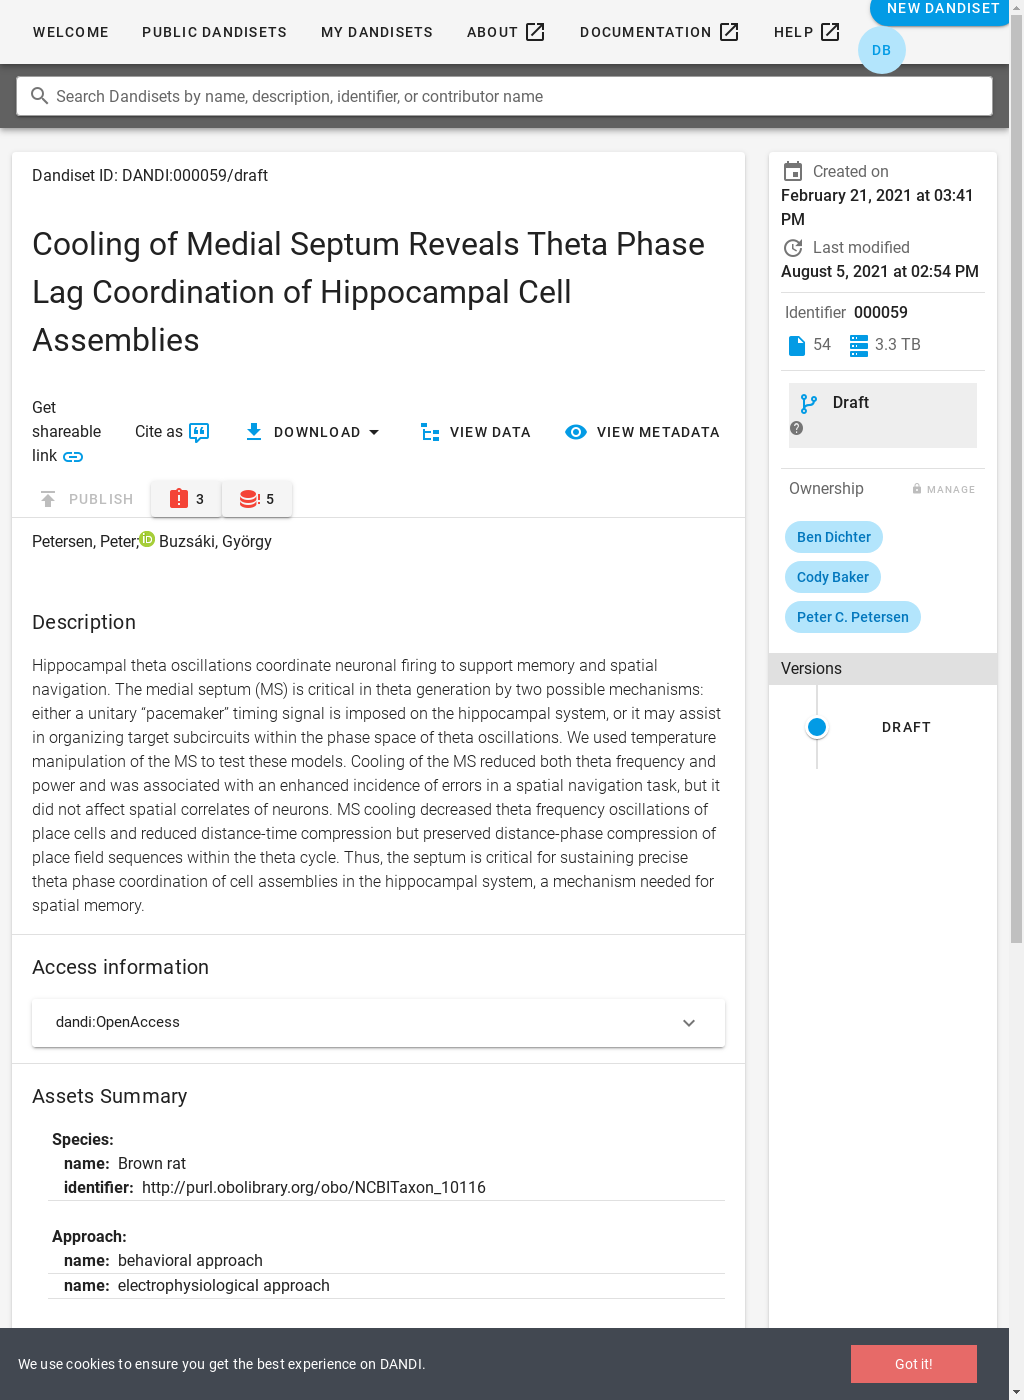 WELCOME PUBLIC DANDISETS MY DANDISETS ABOUT DOCUMENTATION HELP NEW DANDISET
DB
Search Dandisets by name, description, identifier, or contributor name
Dandiset ID: DANDI:000059/draft
Cooling of Medial Septum Reveals Theta Phase
Lag Coordination of Hippocampal Cell
Assemblies
Get
shareable
link
Cite as
DOWNLOAD
VIEW DATA
VIEW METADATA
PUBLISH
3
5
Petersen, Peter; iD Buzsáki, György
Description
Hippocampal theta oscillations coordinate neuronal firing to support memory and spatial
navigation. The medial septum (MS) is critical in theta generation by two possible mechanisms:
either a unitary “pacemaker” timing signal is imposed on the hippocampal system, or it may assist
in organizing target subcircuits within the phase space of theta oscillations. We used temperature
manipulation of the MS to test these models. Cooling of the MS reduced both theta frequency and
power and was associated with an enhanced incidence of errors in a spatial navigation task, but it
did not affect spatial correlates of neurons. MS cooling decreased theta frequency oscillations of
place cells and reduced distance-time compression but preserved distance-phase compression of
place field sequences within the theta cycle. Thus, the septum is critical for sustaining precise
theta phase coordination of cell assemblies in the hippocampal system, a mechanism needed for
spatial memory.
Access information
dandi:OpenAccess
Assets Summary
Species:
name: Brown rat
identifier: http://purl.obolibrary.org/obo/NCBITaxon_10116
Approach:
name: behavioral approach
name: electrophysiological approach
Created on
February 21, 2021 at 03:41
PM
Last modified
August 5, 2021 at 02:54 PM
Identifier 000059
54 3.3 TB
Draft
?
Ownership MANAGE
Ben Dichter
Cody Baker
Peter C. Petersen
Versions
DRAFT
We use cookies to ensure you get the best experience on DANDI.
Got it!